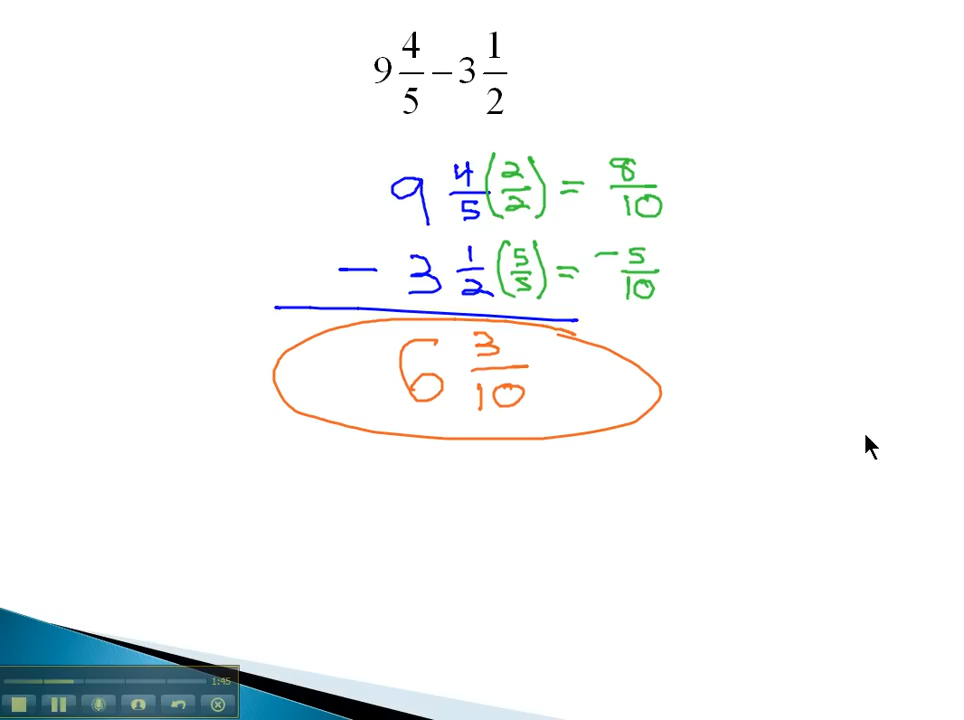 9 4/5 − 3 1/2
9 4/5 (2/2) = 8/10
− 3 1/2 (5/5) = − 5/10
6 3/10
1:45